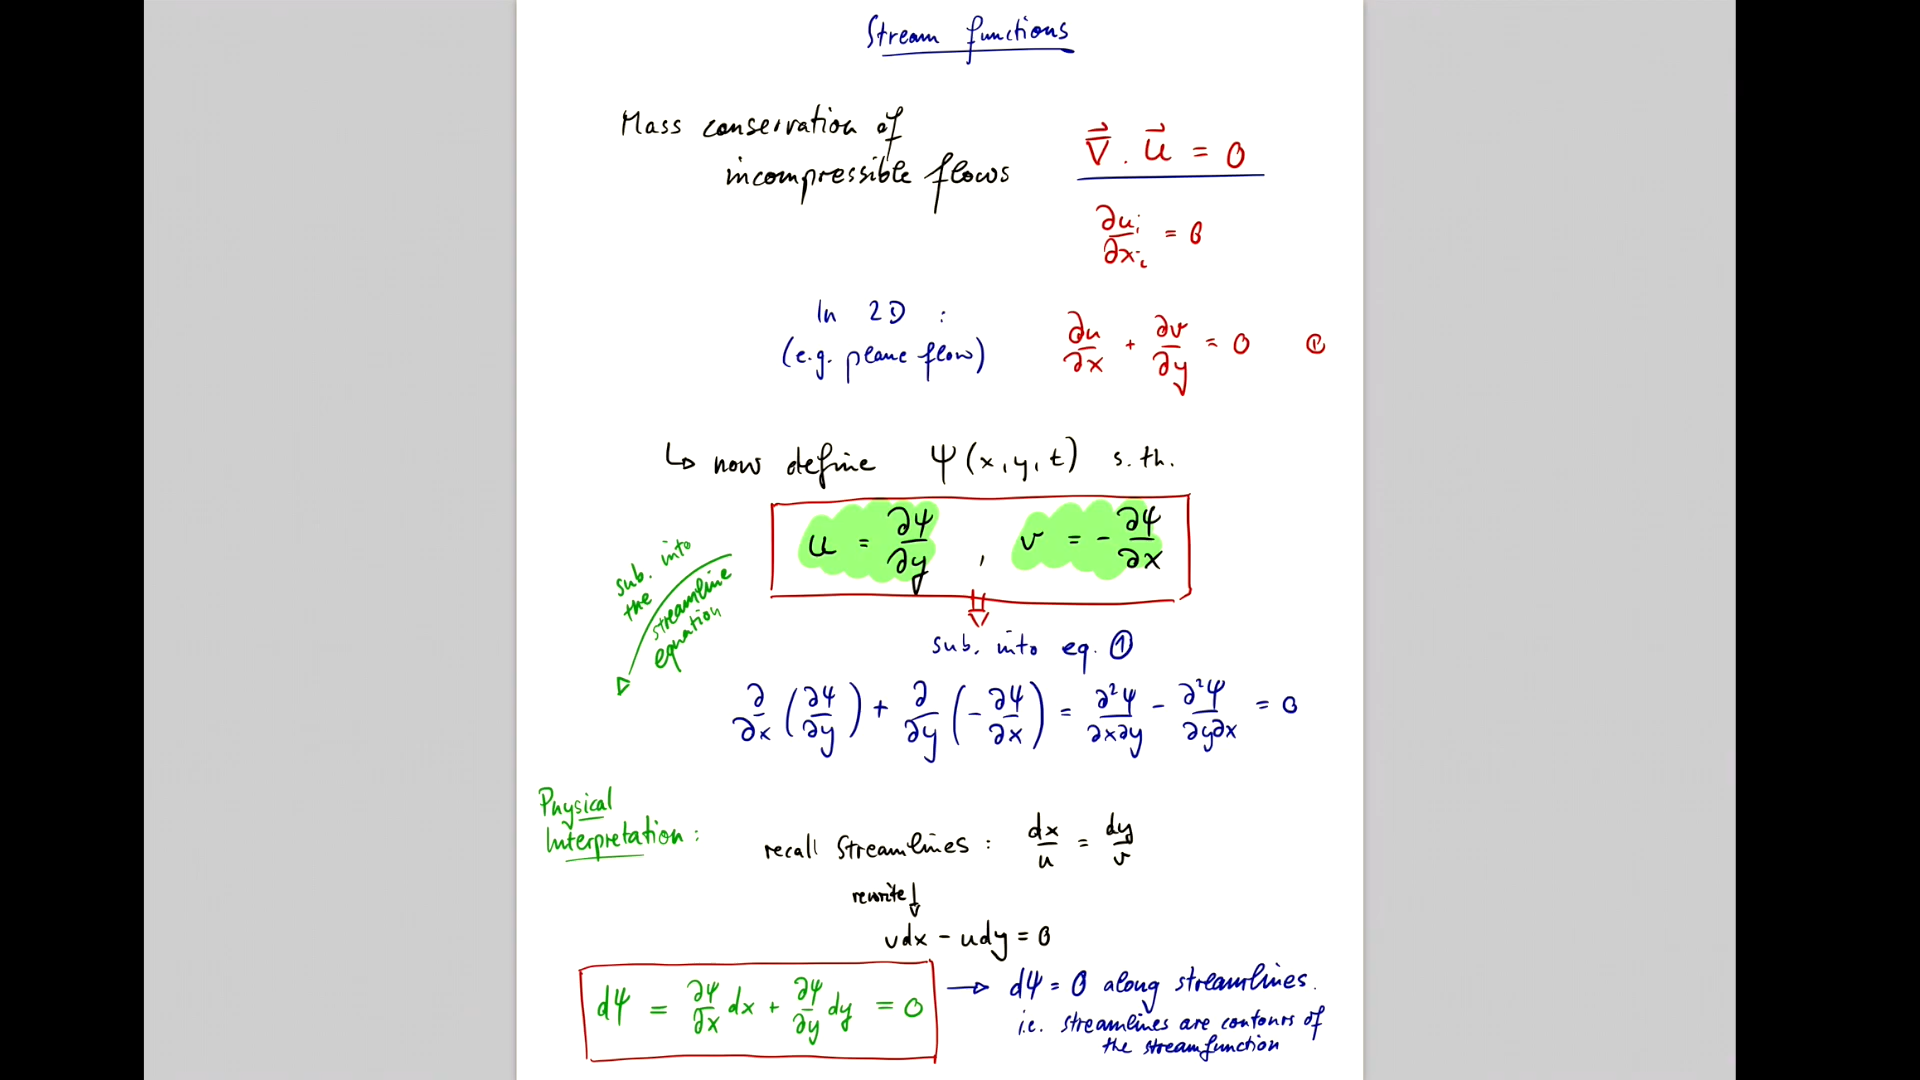 Stream functions
Mass conservation of
incompressible flows
∇⃗ . u⃗ = 0
∂uᵢ/∂xᵢ = 0
In 2D :
(e.g. plane flow)
∂u/∂x + ∂v/∂y = 0 ①
↳ now define ψ(x,y,t) s.th.
u = ∂ψ/∂y , v = - ∂ψ/∂x
sub. into
the
streamline
equation
sub. into eq. ①
∂/∂x (∂ψ/∂y) + ∂/∂y (-∂ψ/∂x) = ∂²ψ/∂x∂y - ∂²ψ/∂y∂x = 0
Physical
Interpretation :
recall Streamlines : dx/u = dy/v
rewrite ↓
vdx - udy = 0
dψ = ∂ψ/∂x dx + ∂ψ/∂y dy = 0
→ dψ = 0 along streamlines.
i.e. streamlines are contours of
the streamfunction